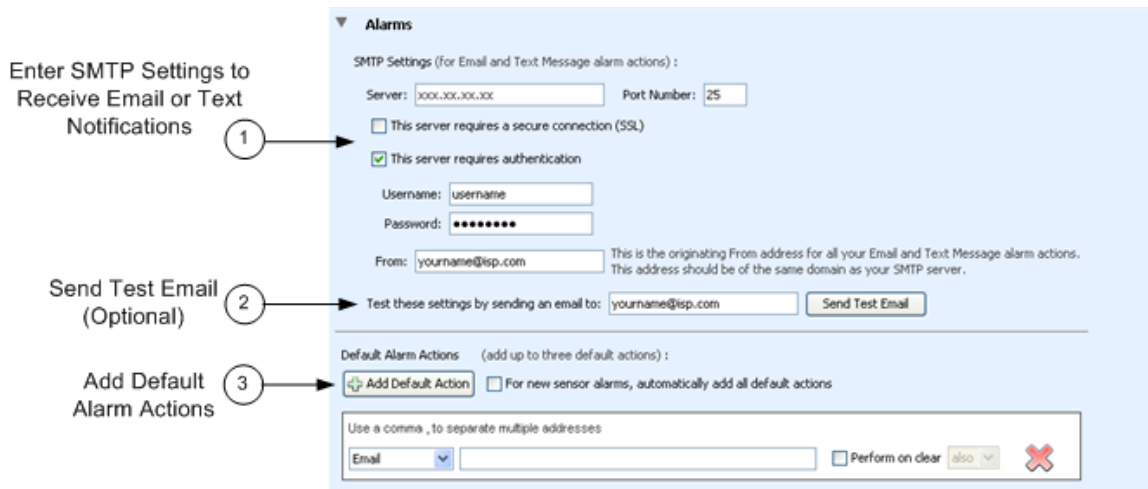 Alarms
Enter SMTP Settings to
Receive Email or Text
Notifications
1
SMTP Settings (for Email and Text Message alarm actions) :
Server: xxx.xx.xx.xx Port Number: 25
This server requires a secure connection (SSL)
This server requires authentication
Username: username
Password: ●●●●●●●●
From: yourname@isp.com
This is the originating From address for all your Email and Text Message alarm actions.
This address should be of the same domain as your SMTP server.
Send Test Email
(Optional)
2
Test these settings by sending an email to: yourname@isp.com Send Test Email
Default Alarm Actions (add up to three default actions) :
Add Default
Alarm Actions
3
Add Default Action For new sensor alarms, automatically add all default actions
Use a comma , to separate multiple addresses
Email Perform on clear also